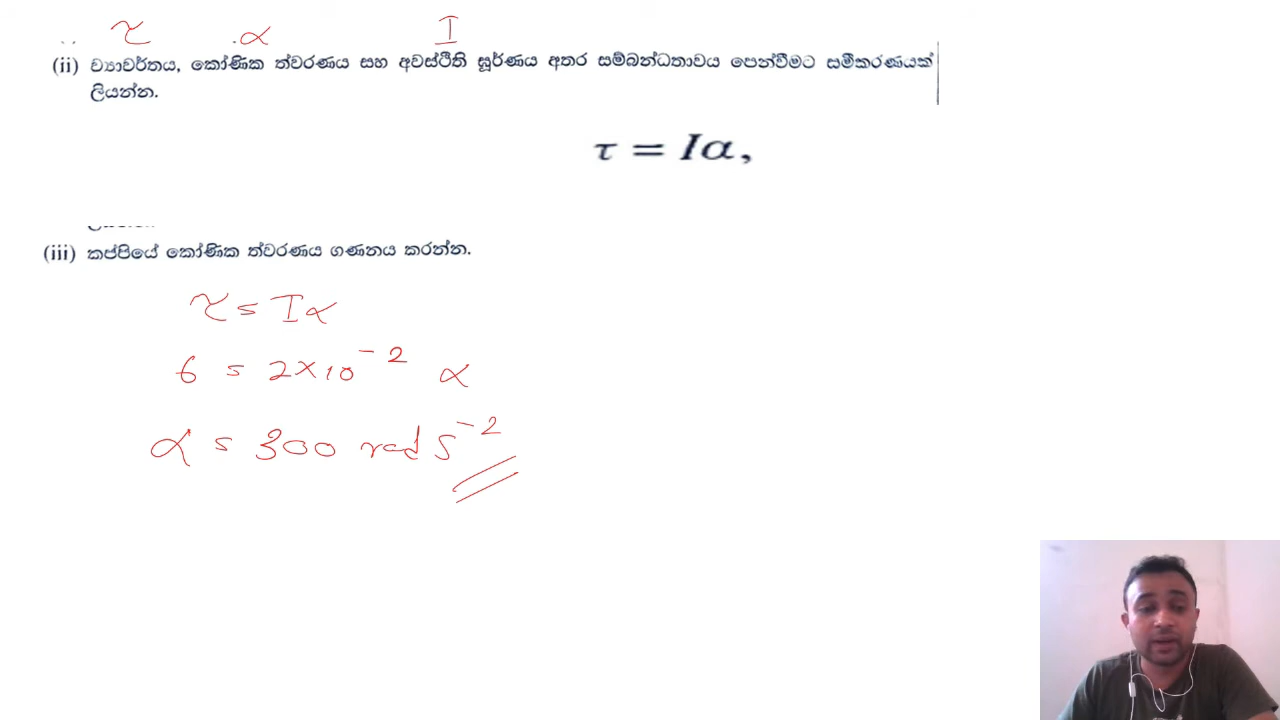 τ α I
(ii) ව්‍යාවර්තය, කෝණික ත්වරණය සහ අවස්ථිති ඝූර්ණය අතර සම්බන්ධතාවය පෙන්වීමට සමීකරණයක්
ලියන්න.
τ = Iα,
(iii) කප්පියේ කෝණික ත්වරණය ගණනය කරන්න.
τ = Iα
6 = 2×10⁻² α
α = 300 rad s⁻²